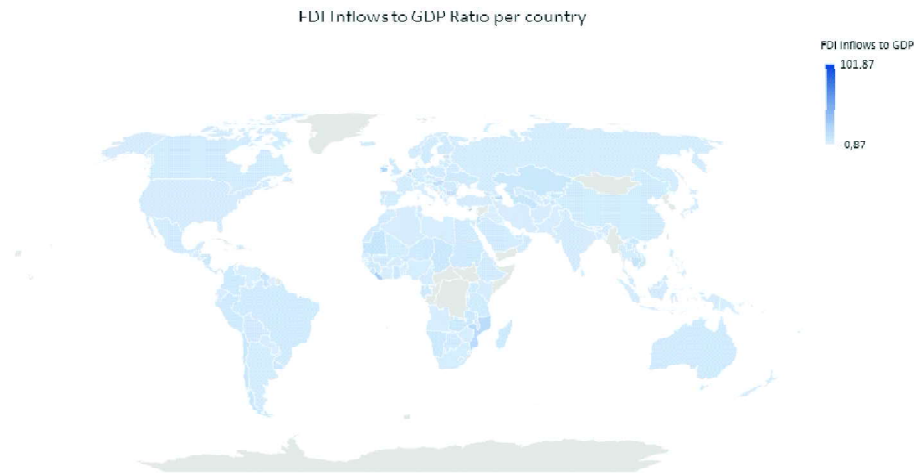 FDI Inflows to GDP Ratio per country
FDI Inflows to GDP
101.87
0,87